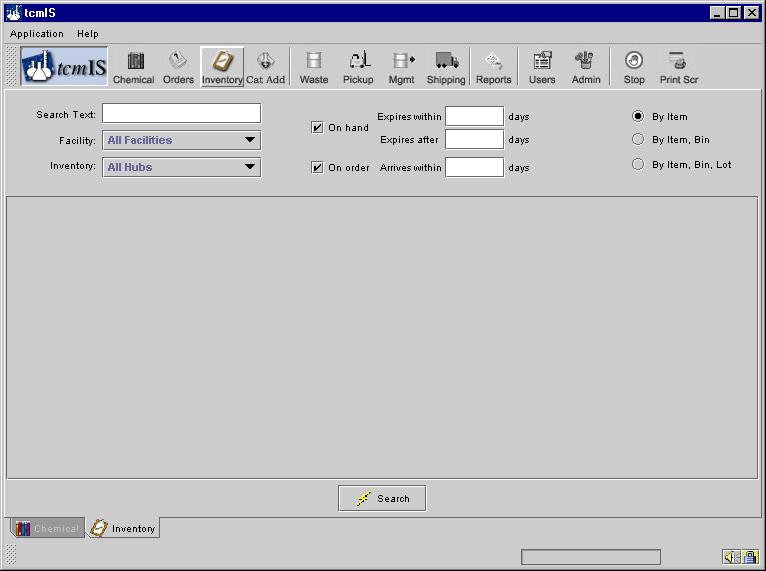 tcmIS
Application Help
tcmIS Chemical Orders Inventory Cat Add Waste Pickup Mgmt Shipping Reports Users Admin Stop Print Scr
Search Text: Expires within days By Item
On hand
Facility: All Facilities Expires after By Item, Bin
Inventory: All Hubs On order Arrives within days By Item, Bin, Lot
Search
Chemical Inventory